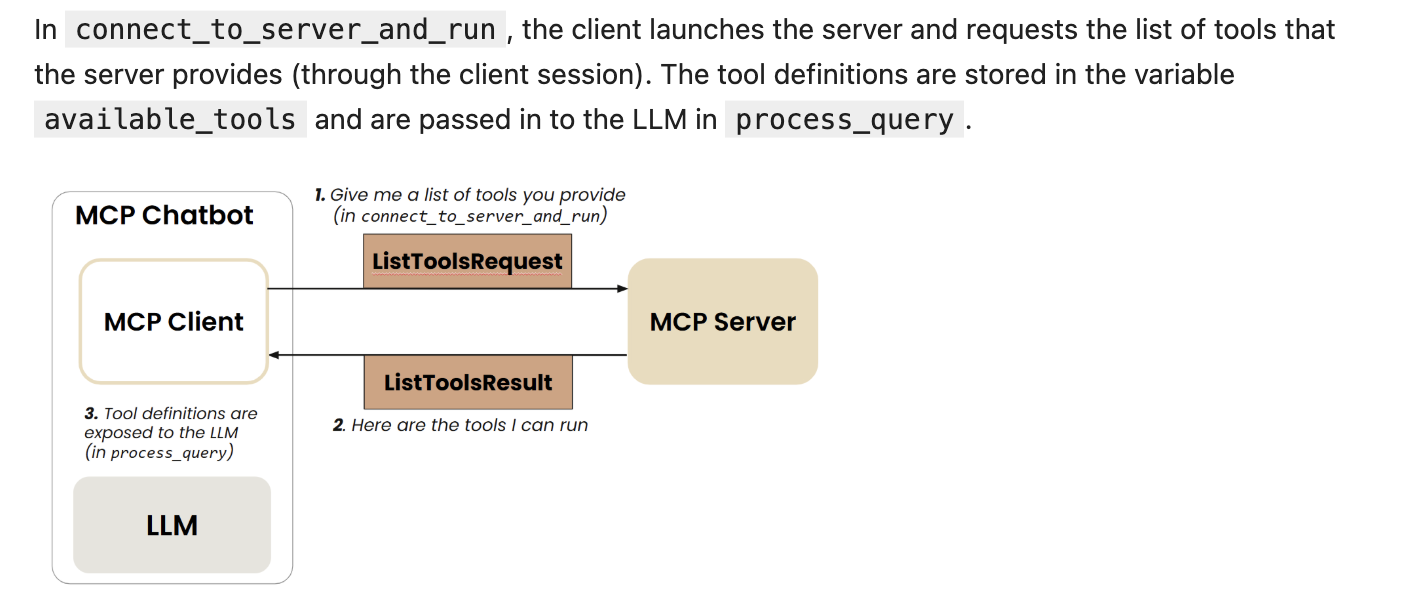 In connect_to_server_and_run , the client launches the server and requests the list of tools that
the server provides (through the client session). The tool definitions are stored in the variable
available_tools and are passed in to the LLM in process_query .
1. Give me a list of tools you provide
(in connect_to_server_and_run)
MCP Chatbot
ListToolsRequest
MCP Client
MCP Server
ListToolsResult
2. Here are the tools I can run
3. Tool definitions are
exposed to the LLM
(in process_query)
LLM